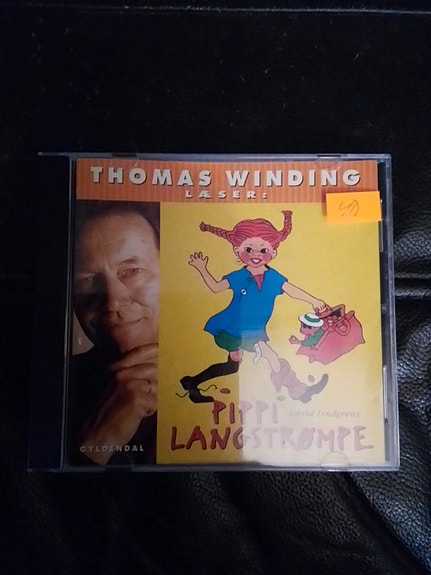 THOMAS WINDING
LÆSER:
Astrid Lindgrens
PIPPI
LANGSTRØMPE
GYLDENDAL